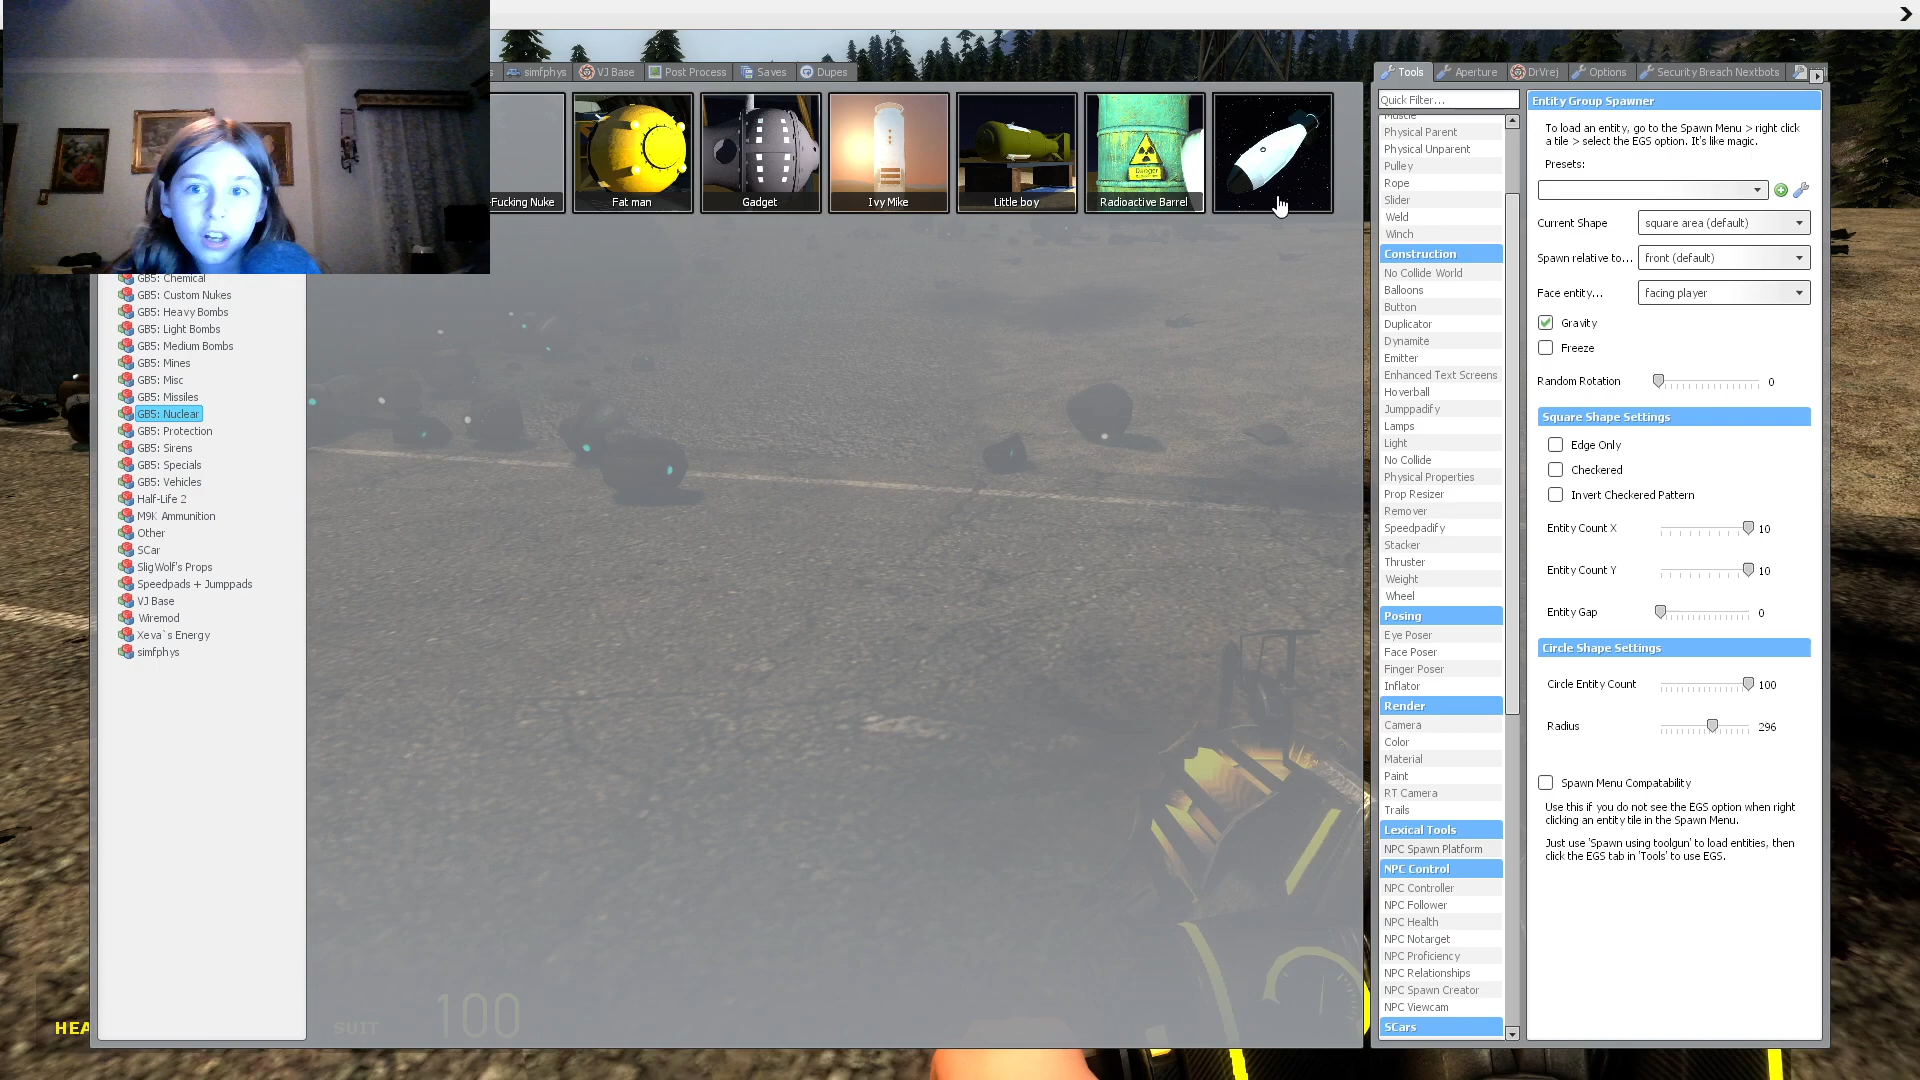 simfphys
VJ Base
Post Process
Saves
Dupes
-Fucking Nuke
Fat man
Gadget
Ivy Mike
Little boy
Danger
Radioactive Barrel
GB5: Chemical
GB5: Custom Nukes
GB5: Heavy Bombs
GB5: Light Bombs
GB5: Medium Bombs
GB5: Mines
GB5: Misc
GB5: Missiles
GB5: Nuclear
GB5: Protection
GB5: Sirens
GB5: Specials
GB5: Vehicles
Half-Life 2
M9K Ammunition
Other
SCar
SligWolf's Props
Speedpads + Jumppads
VJ Base
Wiremod
Xeva`s Energy
simfphys
HEA
SUIT
100
Tools
Aperture
DrVrej
Options
Security Breach Nextbots
Quick Filter...
Muscle
Physical Parent
Physical Unparent
Pulley
Rope
Slider
Weld
Winch
Construction
No Collide World
Balloons
Button
Duplicator
Dynamite
Emitter
Enhanced Text Screens
Hoverball
Jumppadify
Lamps
Light
No Collide
Physical Properties
Prop Resizer
Remover
Speedpadify
Stacker
Thruster
Weight
Wheel
Posing
Eye Poser
Face Poser
Finger Poser
Inflator
Render
Camera
Color
Material
Paint
RT Camera
Trails
Lexical Tools
NPC Spawn Platform
NPC Control
NPC Controller
NPC Follower
NPC Health
NPC Notarget
NPC Proficiency
NPC Relationships
NPC Spawn Creator
NPC Viewcam
SCars
Entity Group Spawner
To load an entity, go to the Spawn Menu > right click
a tile > select the EGS option. It's like magic.
Presets:
Current Shape
square area (default)
Spawn relative to...
front (default)
Face entity...
facing player
Gravity
Freeze
Random Rotation
0
Square Shape Settings
Edge Only
Checkered
Invert Checkered Pattern
Entity Count X
10
Entity Count Y
10
Entity Gap
0
Circle Shape Settings
Circle Entity Count
100
Radius
296
Spawn Menu Compatability
Use this if you do not see the EGS option when right
clicking an entity tile in the Spawn Menu.
Just use 'Spawn using toolgun' to load entities, then
click the EGS tab in 'Tools' to use EGS.